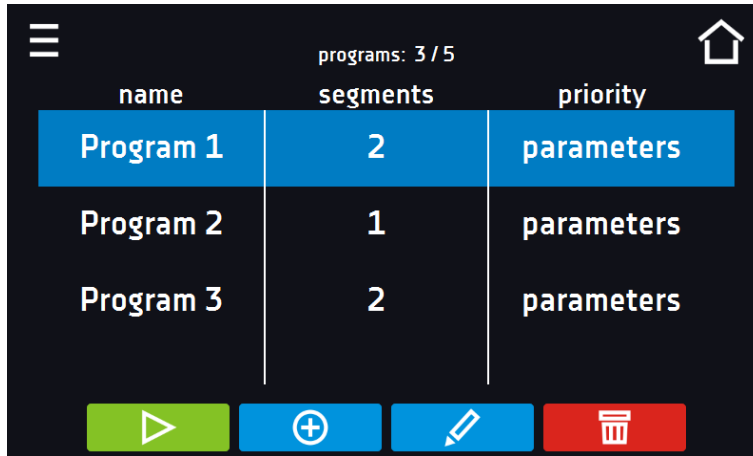 programs: 3 / 5
name segments priority
Program 1 2 parameters
Program 2 1 parameters
Program 3 2 parameters